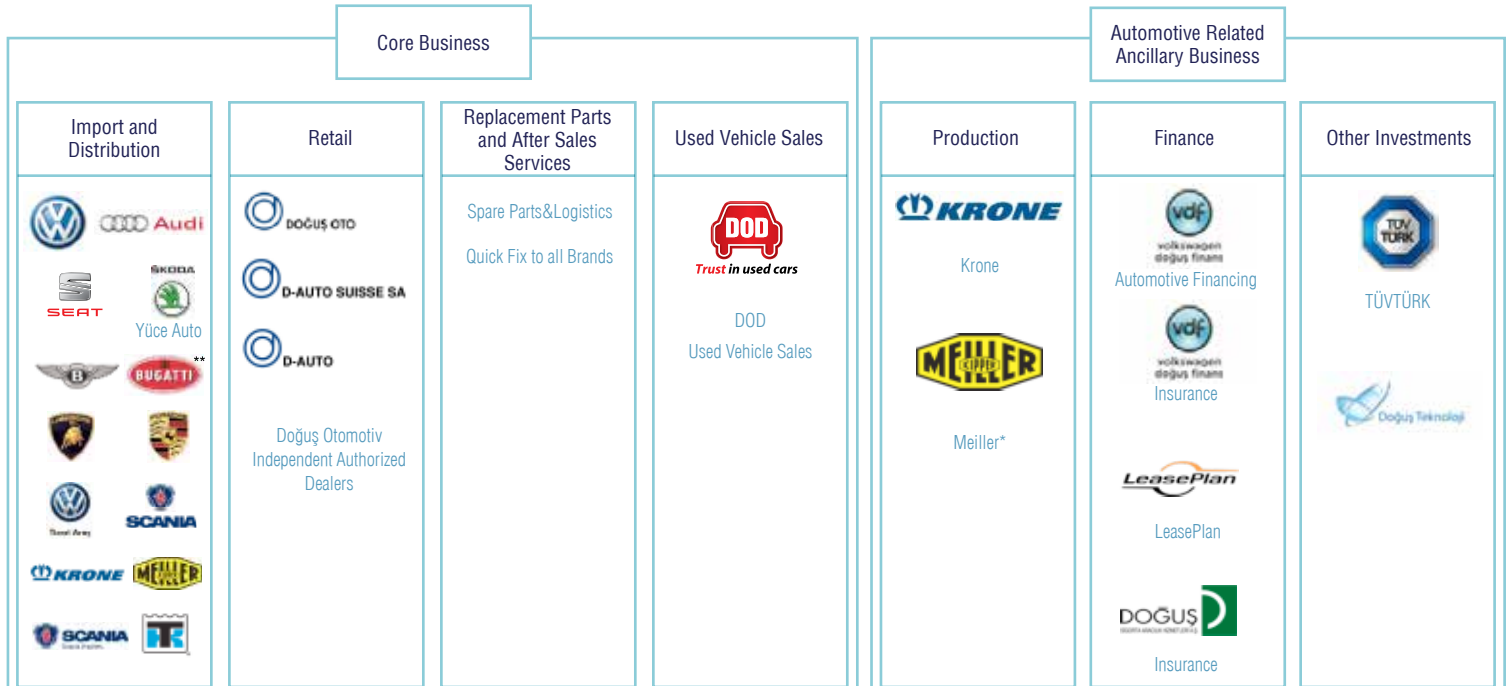 Core Business
Automotive Related
Ancillary Business
Import and
Distribution
Audi
SEAT
ŠKODA
Yüce Auto
B
BUGATTI
**
SCANIA
KRONE
MEILLER
SCANIA
Retail
DOĞUŞ OTO
D-AUTO SUISSE SA
D-AUTO
Doğuş Otomotiv
Independent Authorized
Dealers
Replacement Parts
and After Sales
Services
Spare Parts&Logistics
Quick Fix to all Brands
Used Vehicle Sales
DOD
Trust in used cars
DOD
Used Vehicle Sales
Production
KRONE
Krone
MEILLER
KIPPER
Meiller*
Finance
vdf
volkswagen
doğuş finans
Automotive Financing
vdf
volkswagen
doğuş finans
Insurance
LeasePlan
LeasePlan
DOĞUŞ
Insurance
Other Investments
TÜV
TURK
TÜVTÜRK
Doğuş Teknoloji